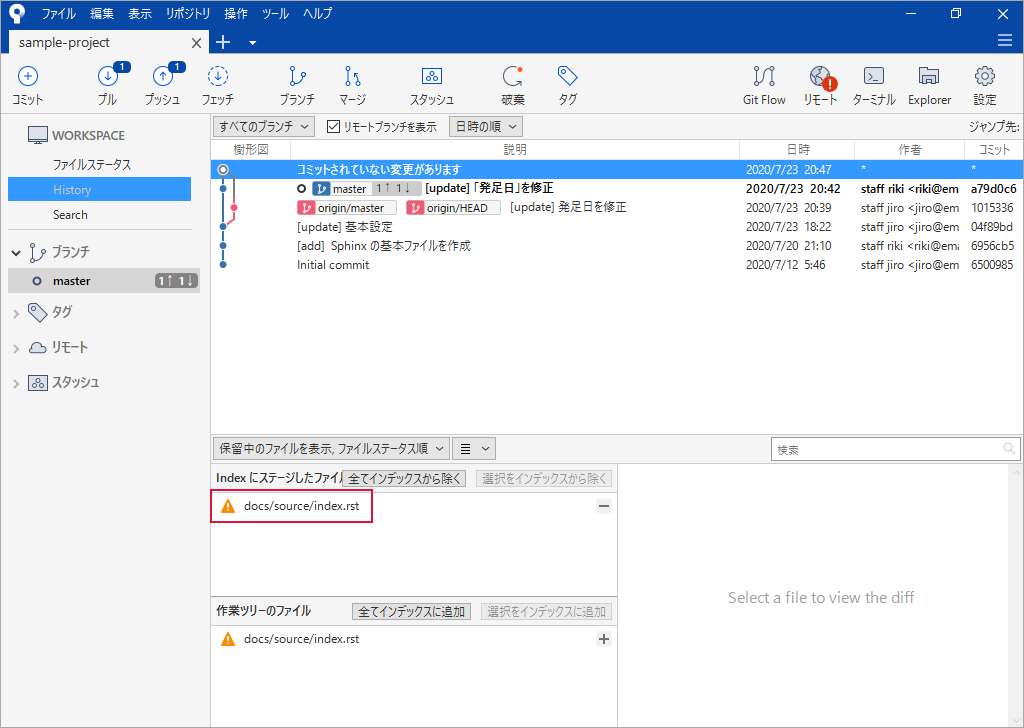 ファイル 編集 表示 リポジトリ 操作 ツール ヘルプ
sample-project
1 1
コミット プル プッシュ フェッチ ブランチ マージ スタッシュ 破棄 タグ Git Flow リモート ターミナル Explorer 設定
WORKSPACE
ファイルステータス
History
Search
ブランチ
master 1↑ 1↓
タグ
リモート
スタッシュ
すべてのブランチ リモートブランチを表示 日時の順 ジャンプ先:
樹形図 説明 日時 作者 コミット
コミットされていない変更があります 2020/7/23 20:47 * *
master 1↑ 1↓ [update] 「発足日」を修正 2020/7/23 20:42 staff riki <riki@em a79d0c6
origin/master origin/HEAD [update] 発足日を修正 2020/7/23 20:39 staff jiro <jiro@em 1015336
[update] 基本設定 2020/7/23 18:22 staff jiro <jiro@em 04f89bd
[add] Sphinx の基本ファイルを作成 2020/7/20 21:10 staff riki <riki@ema 6956cb5
Initial commit 2020/7/12 5:46 staff jiro <jiro@em 6500985
保留中のファイルを表示, ファイルステータス順 検索
Index にステージしたファイル 全てインデックスから除く 選択をインデックスから除く
docs/source/index.rst
作業ツリーのファイル 全てインデックスに追加 選択をインデックスに追加
docs/source/index.rst
Select a file to view the diff